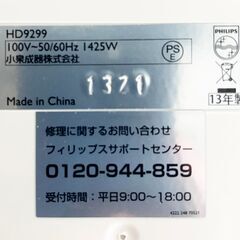 HD9299
100V~50/60Hz 1425W
小泉成器株式会社
PS
E
PHILIPS
1321
Made in China
13年製
修理に関するお問い合わせ
フィリップスサポートセンター
0120-944-859
受付時間:平日9:00~18:00
4222 248 70521